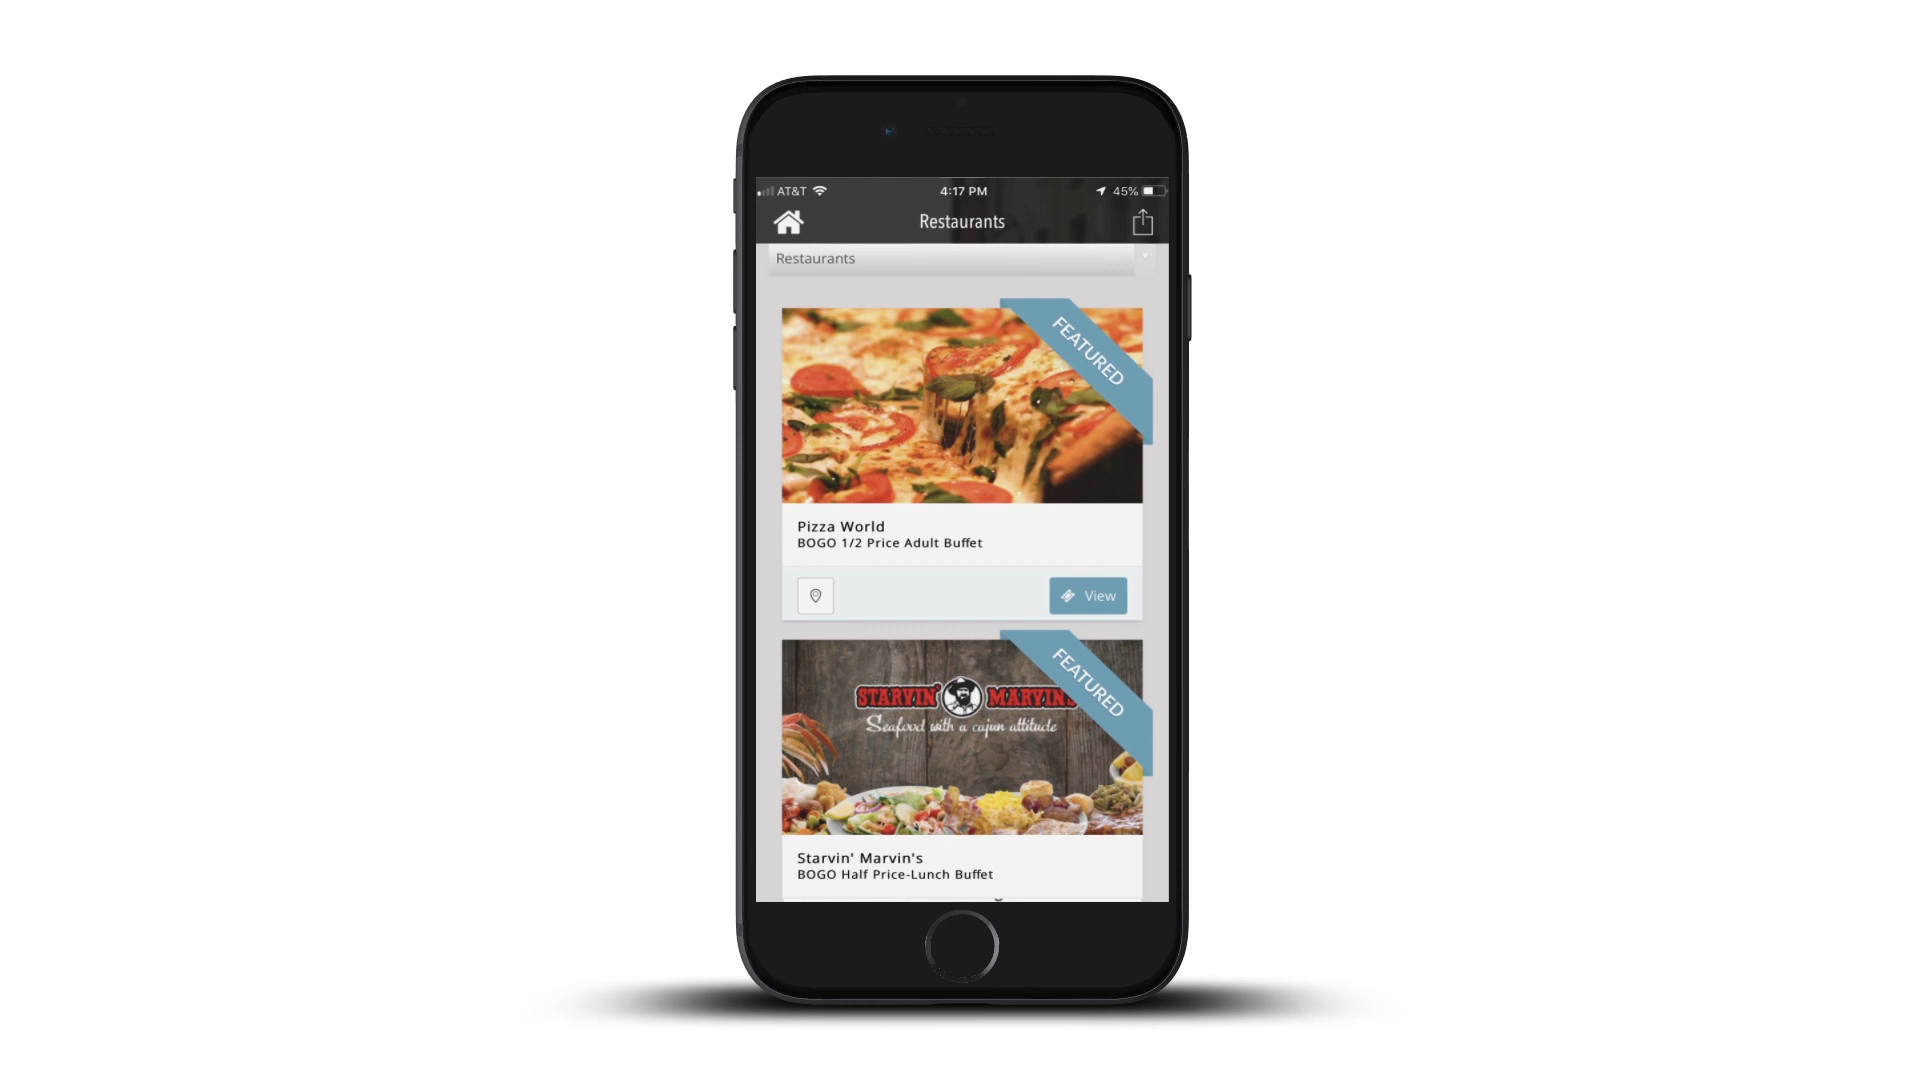 AT&T 4:17 PM 45%
Restaurants
Restaurants
FEATURED
Pizza World
BOGO 1/2 Price Adult Buffet
View
FEATURED
STARVIN' MARVIN'S
Seafood with a cajun attitude
Starvin' Marvin's
BOGO Half Price-Lunch Buffet